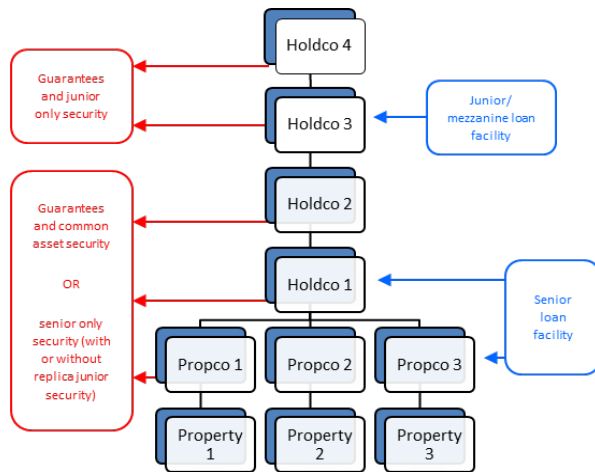 Holdco 4
Guarantees
and junior
only security
Holdco 3
Junior/
mezzanine loan
facility
Guarantees
and common
asset security
OR
senior only
security (with
or without
replica junior
security)
Holdco 2
Holdco 1
Senior
loan
facility
Propco 1
Propco 2
Propco 3
Property
1
Property
2
Property
3